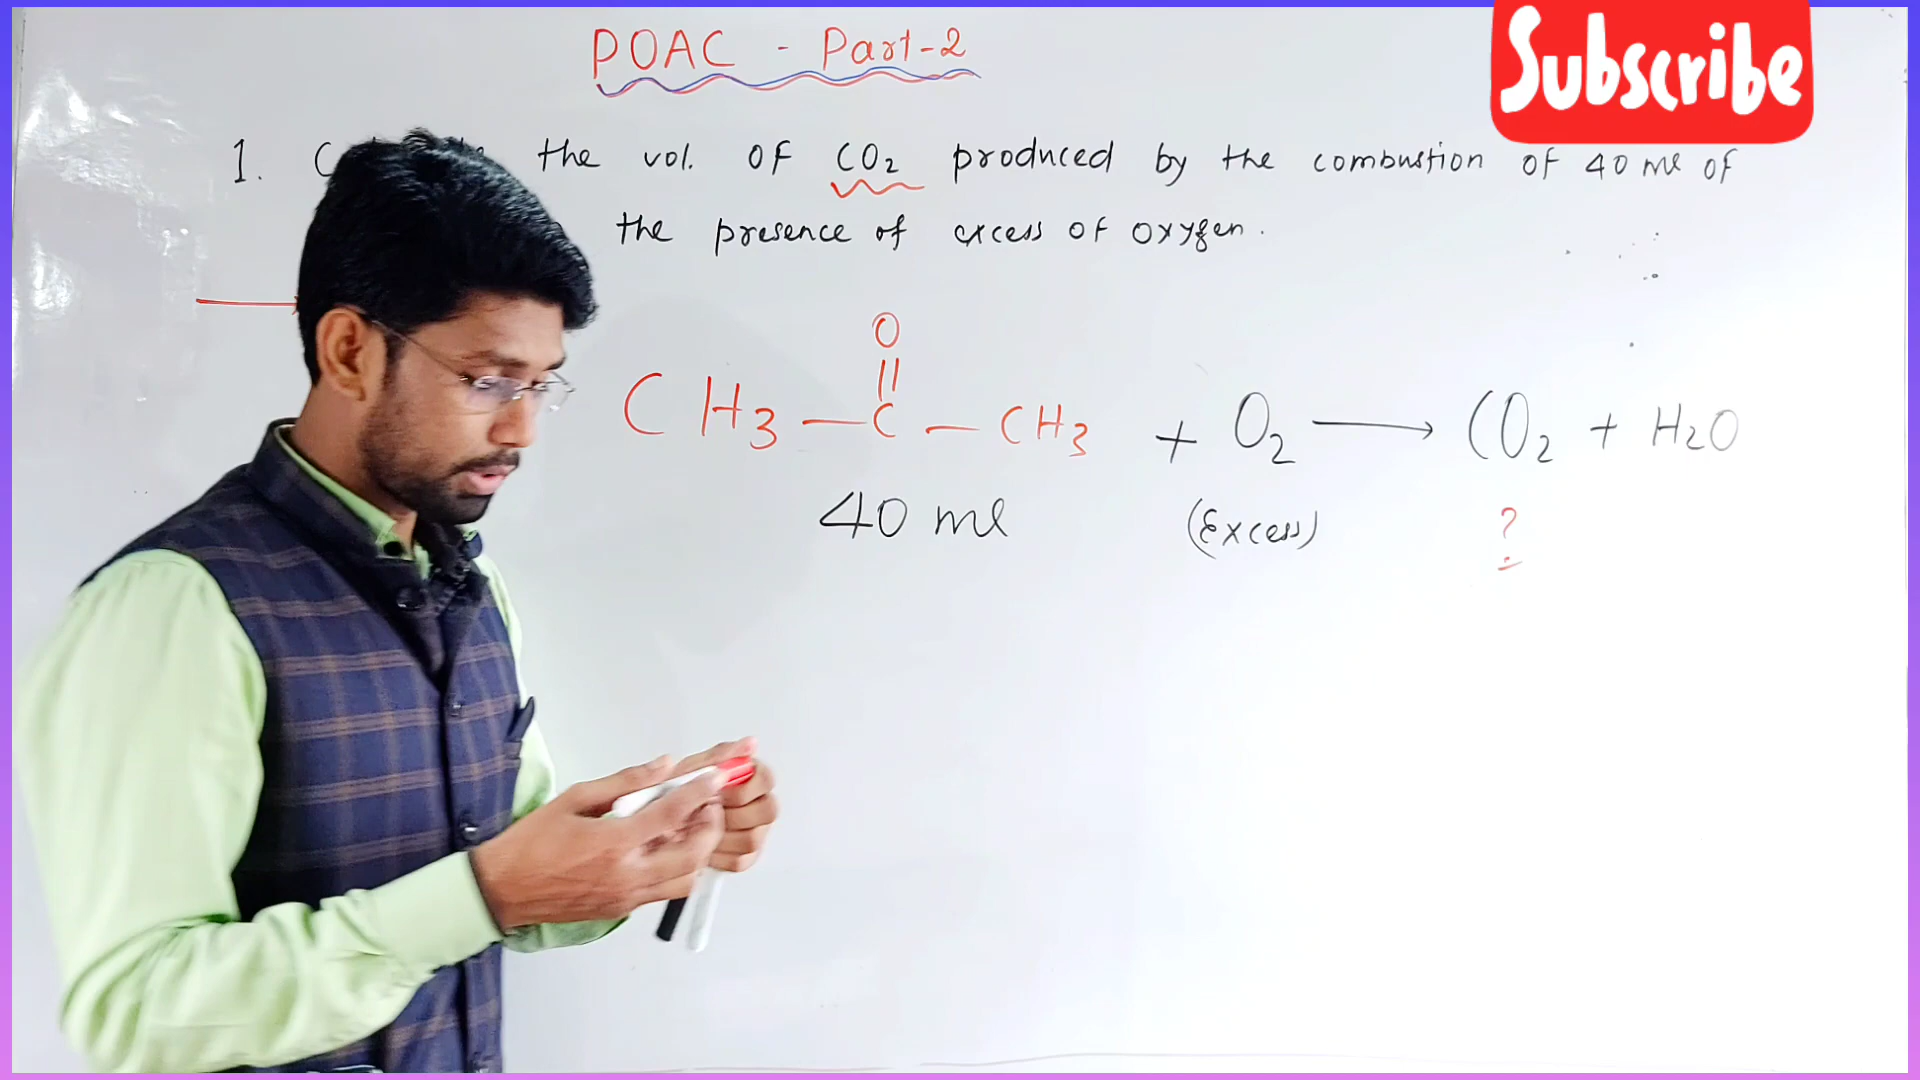 POAC - Part-2
Subscribe
1. the vol. of CO2 produced by the combustion of 40 ml of
the presence of excess of oxygen.
O
||
CH3 — C — CH3 + O2 → CO2 + H2O
40 ml (Excess) ?